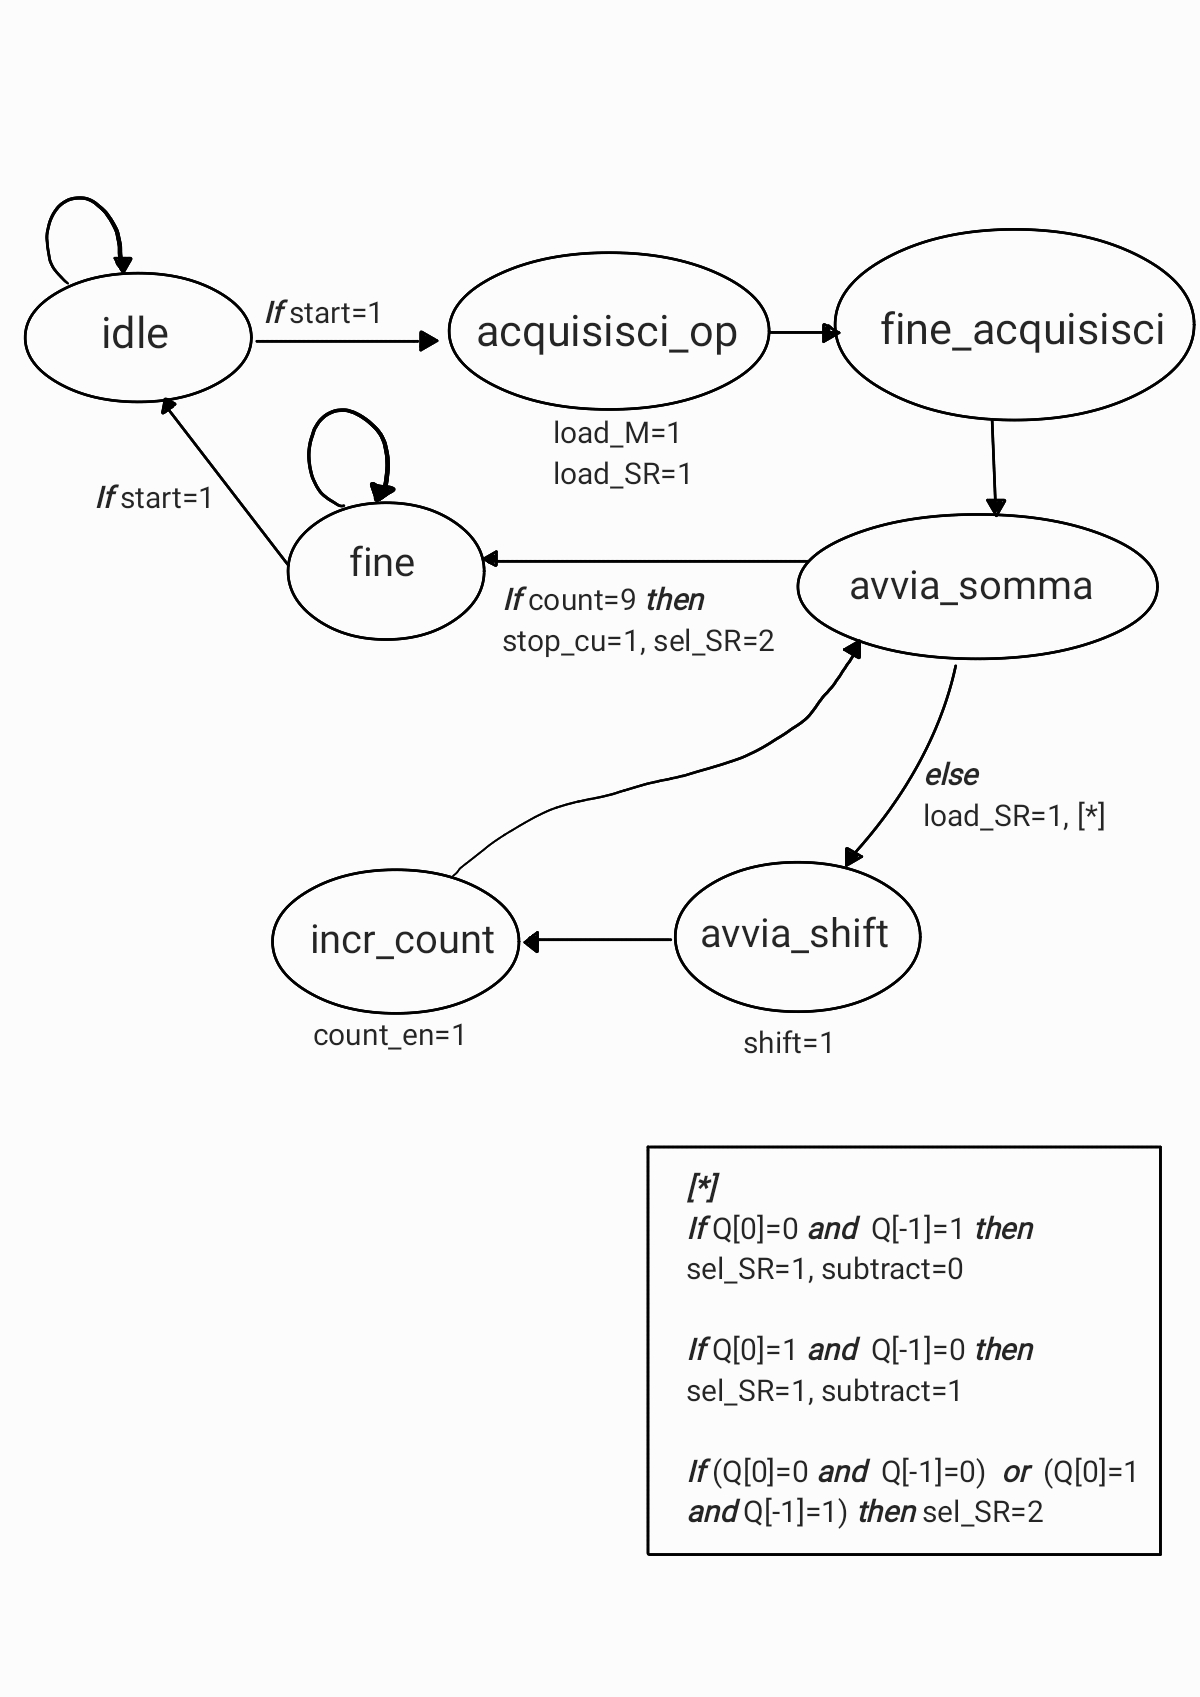 idle
If start=1
acquisisci_op
load_M=1
load_SR=1
fine_acquisisci
If start=1
fine
If count=9 then
stop_cu=1, sel_SR=2
avvia_somma
else
load_SR=1, [*]
incr_count
count_en=1
avvia_shift
shift=1
[*]
If Q[0]=0 and Q[-1]=1 then
sel_SR=1, subtract=0
If Q[0]=1 and Q[-1]=0 then
sel_SR=1, subtract=1
If (Q[0]=0 and Q[-1]=0) or (Q[0]=1
and Q[-1]=1) then sel_SR=2